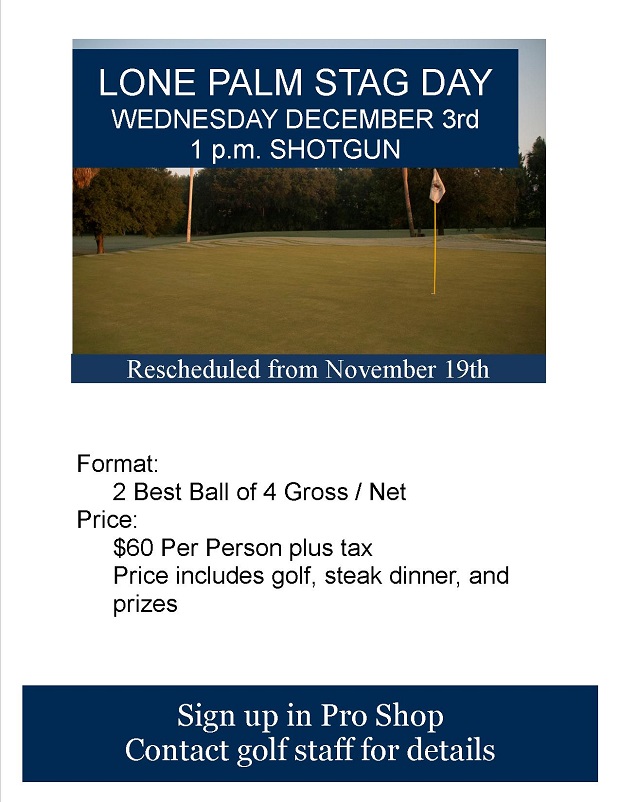 LONE PALM STAG DAY
WEDNESDAY DECEMBER 3rd
1 p.m. SHOTGUN
Rescheduled from November 19th
Format:
2 Best Ball of 4 Gross / Net
Price:
$60 Per Person plus tax
Price includes golf, steak dinner, and
prizes
Sign up in Pro Shop
Contact golf staff for details